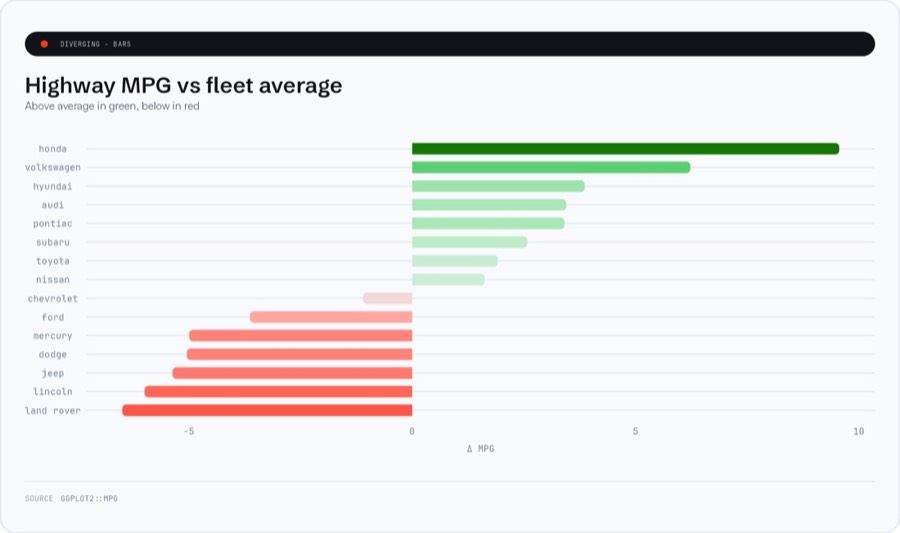 DIVERGING - BARS
Highway MPG vs fleet average
Above average in green, below in red
honda
volkswagen
hyundai
audi
pontiac
subaru
toyota
nissan
chevrolet
ford
mercury
dodge
jeep
lincoln
land rover
-5 0 5 10
Δ MPG
SOURCE GGPLOT2::MPG